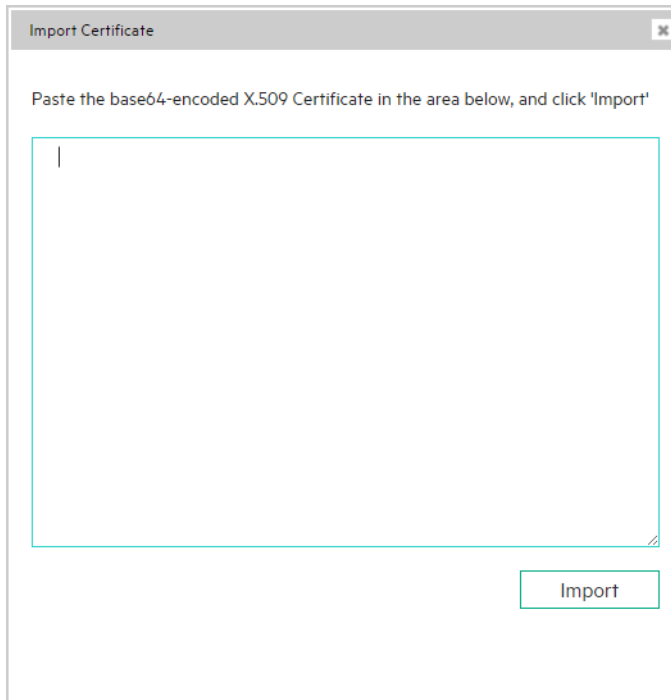 Import Certificate
Paste the base64-encoded X.509 Certificate in the area below, and click 'Import'
Import